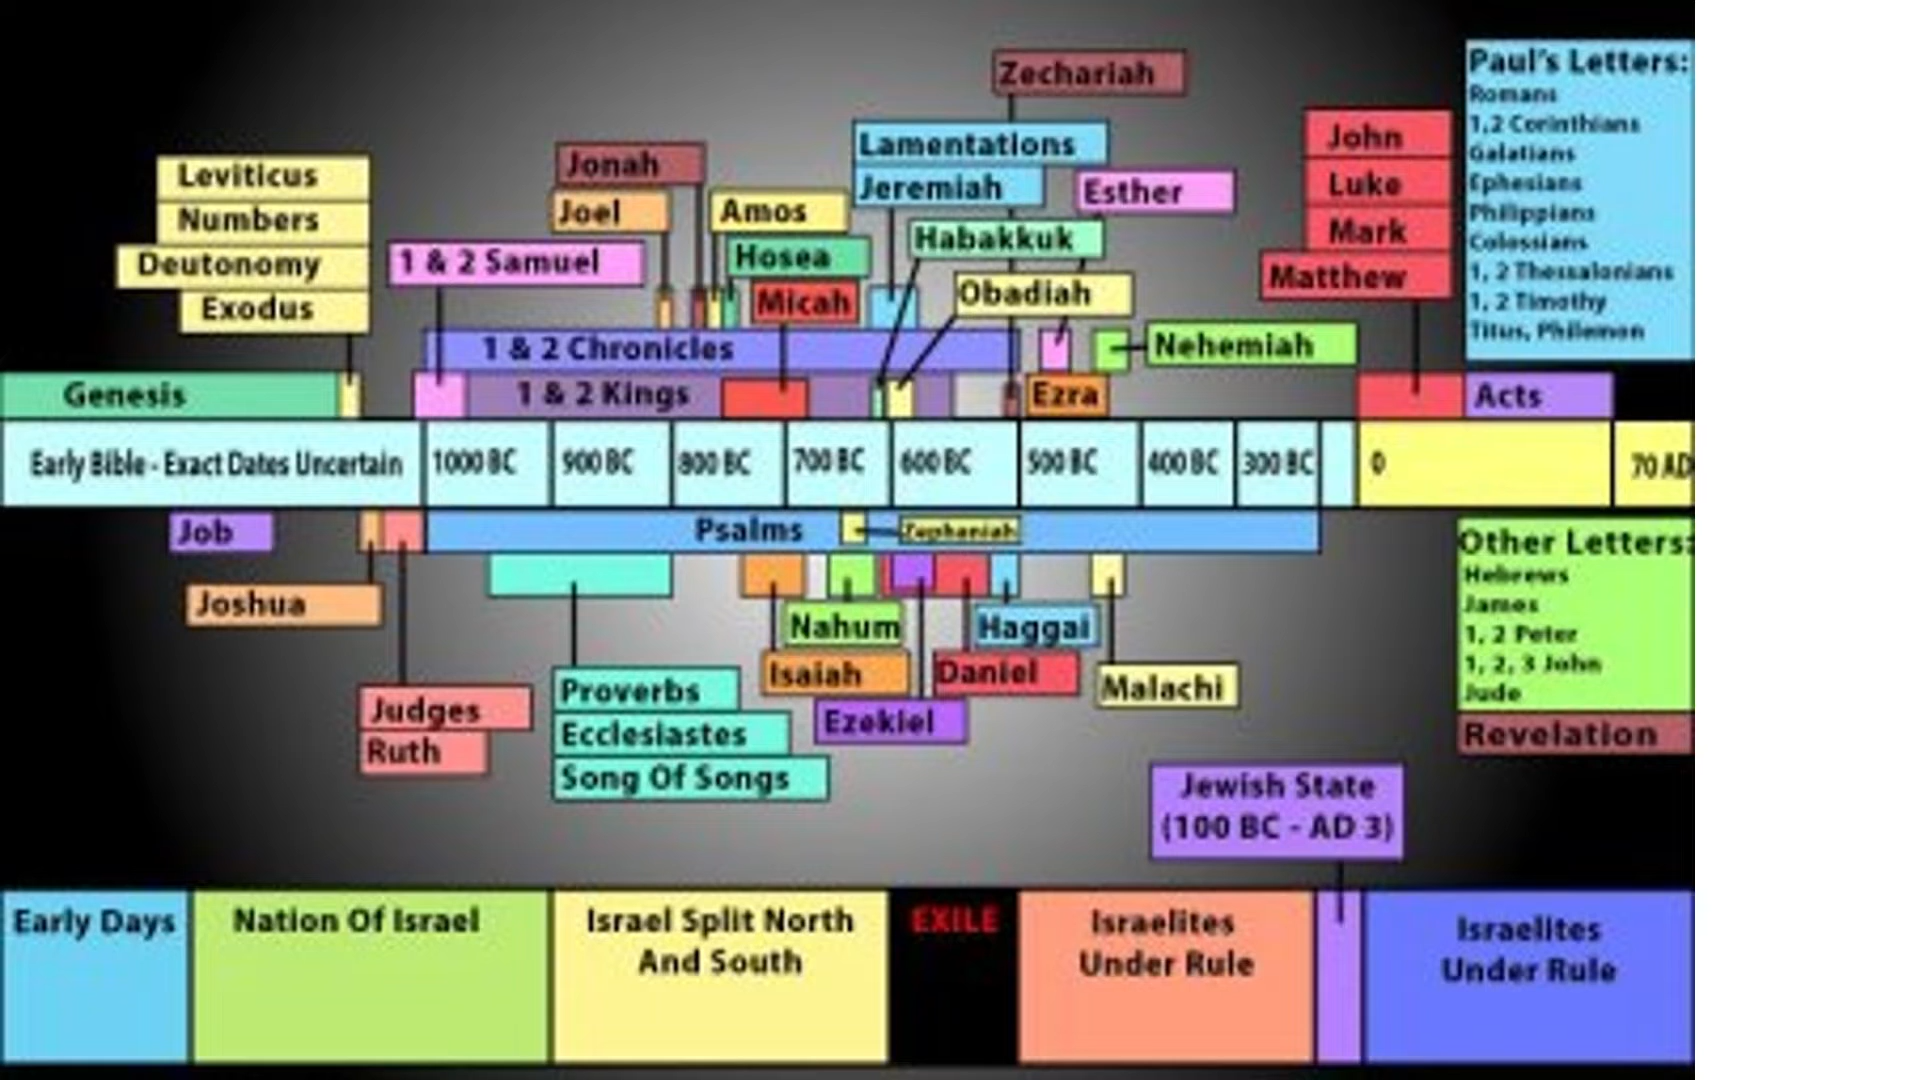 Zechariah
Paul's Letters:
Romans
1,2 Corinthians
Galatians
Ephesians
Philippians
Colossians
1, 2 Thessalonians
1, 2 Timothy
Titus, Philemon
John
Luke
Mark
Matthew
Lamentations
Jeremiah
Esther
Jonah
Joel
Amos
Habakkuk
Hosea
Obadiah
Micah
Leviticus
Numbers
Deutonomy
Exodus
1 & 2 Samuel
1 & 2 Chronicles
Nehemiah
Genesis
1 & 2 Kings
Ezra
Acts
Early Bible - Exact Dates Uncertain
1000 BC
900 BC
800 BC
700 BC
600 BC
500 BC
400 BC
300 BC
0
70 AD
Job
Psalms
Zephaniah
Joshua
Nahum
Haggai
Isaiah
Daniel
Malachi
Ezekiel
Judges
Ruth
Proverbs
Ecclesiastes
Song Of Songs
Other Letters:
Hebrews
James
1, 2 Peter
1, 2, 3 John
Jude
Revelation
Jewish State
(100 BC - AD 3)
Early Days
Nation Of Israel
Israel Split North
And South
EXILE
Israelites
Under Rule
Israelites
Under Rule